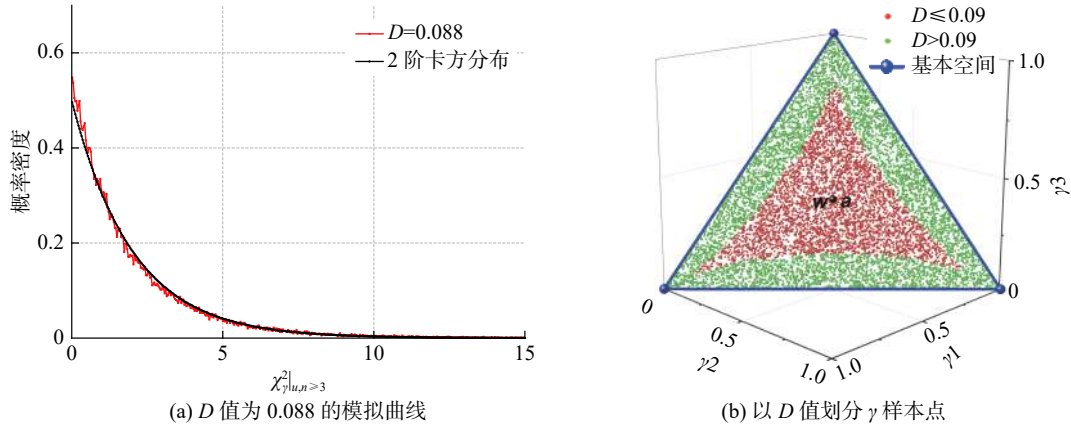 0.6
0.4
0.2
0
概率密度
D=0.088
2 阶卡方分布
0
5
10
15
χ²γ|u,n≥3
(a) D 值为 0.088 的模拟曲线
D≤0.09
D>0.09
基本空间
1.0
0.5
0
γ3
w a
0
0.5
1.0
γ2
1.0
0.5
γ1
(b) 以 D 值划分 γ 样本点